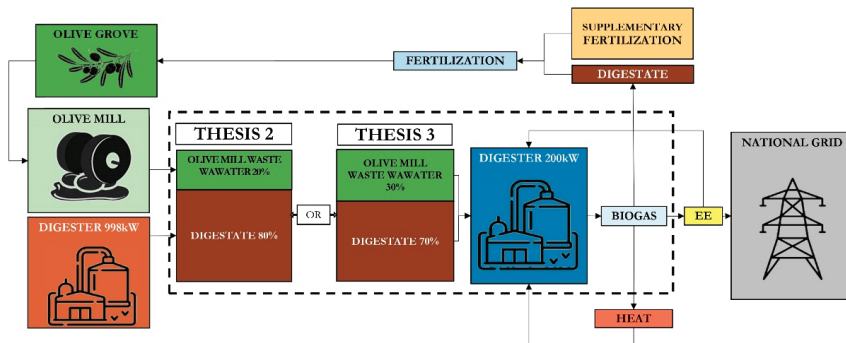 OLIVE GROVE
SUPPLEMENTARY
FERTILIZATION
FERTILIZATION
DIGESTATE
OLIVE MILL
THESIS 2
THESIS 3
OLIVE MILL WASTE
WAWATER 20%
OLIVE MILL
WASTE WAWATER
30%
DIGESTER 200kW
NATIONAL GRID
DIGESTER 998kW
DIGESTATE 80%
OR
DIGESTATE 70%
BIOGAS
EE
HEAT